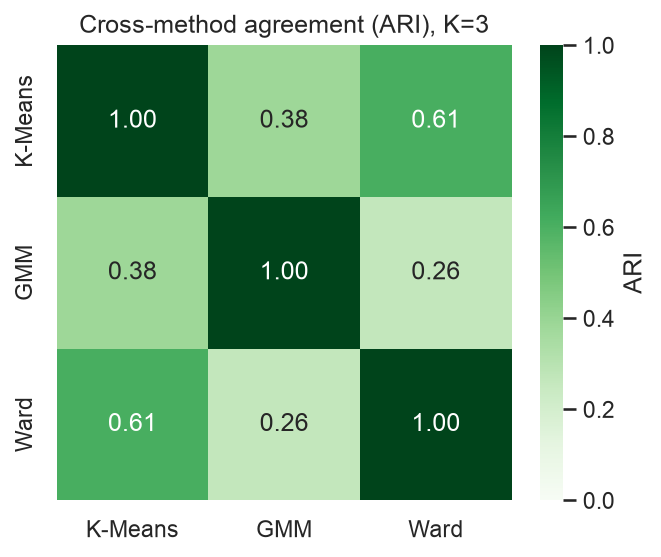 Cross-method agreement (ARI), K=3
K-Means
1.00
0.38
0.61
GMM
0.38
1.00
0.26
Ward
0.61
0.26
1.00
K-Means
GMM
Ward
1.0
0.8
0.6
0.4
0.2
0.0
ARI